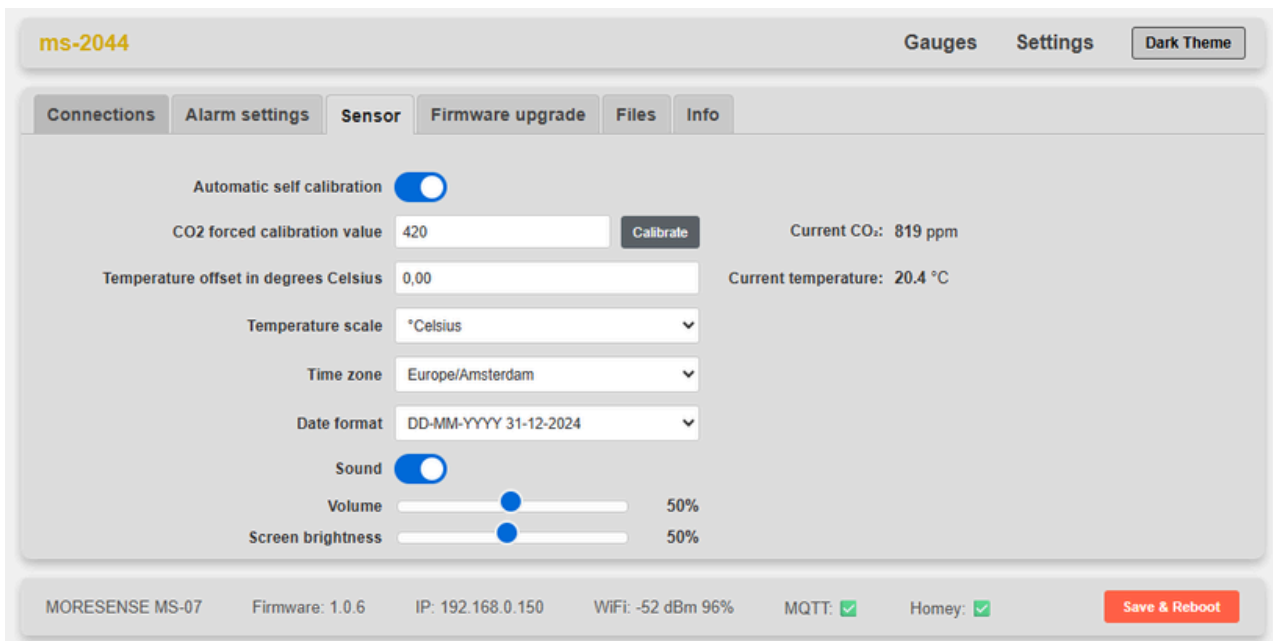 ms-2044 Gauges Settings Dark Theme
Connections Alarm settings Sensor Firmware upgrade Files Info
Automatic self calibration
CO2 forced calibration value 420 Calibrate Current CO₂: 819 ppm
Temperature offset in degrees Celsius 0,00 Current temperature: 20.4 °C
Temperature scale °Celsius
Time zone Europe/Amsterdam
Date format DD-MM-YYYY 31-12-2024
Sound
Volume 50%
Screen brightness 50%
MORESENSE MS-07 Firmware: 1.0.6 IP: 192.168.0.150 WiFi: -52 dBm 96% MQTT: ✅ Homey: ✅ Save & Reboot